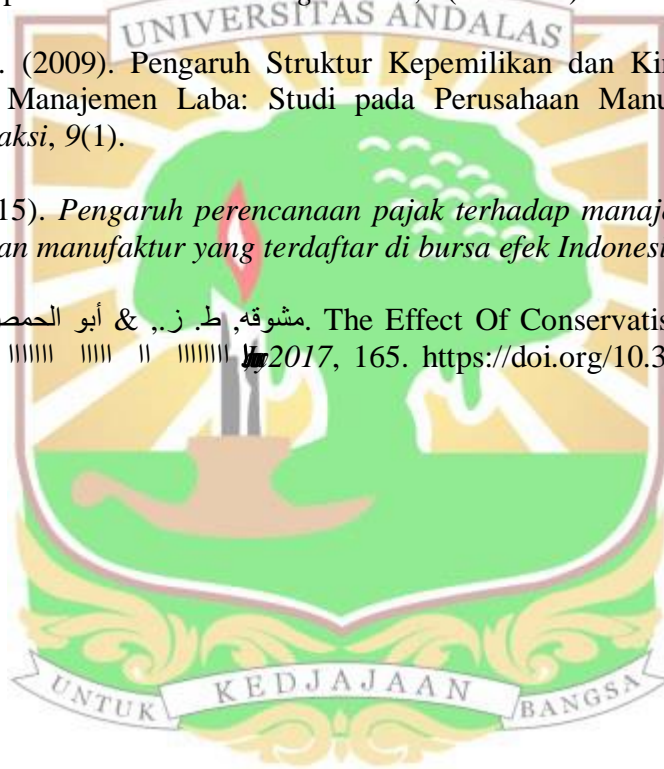 UNIVERSITAS ANDALAS
. (2009). Pengaruh Struktur Kepemilikan dan Kin
Manajemen Laba: Studi pada Perusahaan Manu
aksi, 9(1).
15). Pengaruh perencanaan pajak terhadap manaj
an manufaktur yang terdaftar di bursa efek Indonesi
مشوقه, ط. ز., & أبو الحمص. The Effect Of Conservatis
2017, 165. https://doi.org/10.3
UNTUK KEDJAJAAN BANGSA